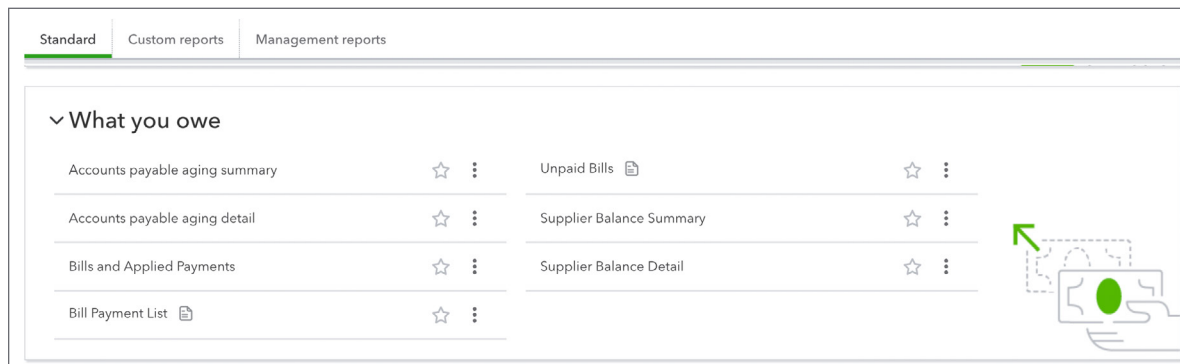 Standard
Custom reports
Management reports
What you owe
Accounts payable aging summary
Accounts payable aging detail
Bills and Applied Payments
Bill Payment List
Unpaid Bills
Supplier Balance Summary
Supplier Balance Detail